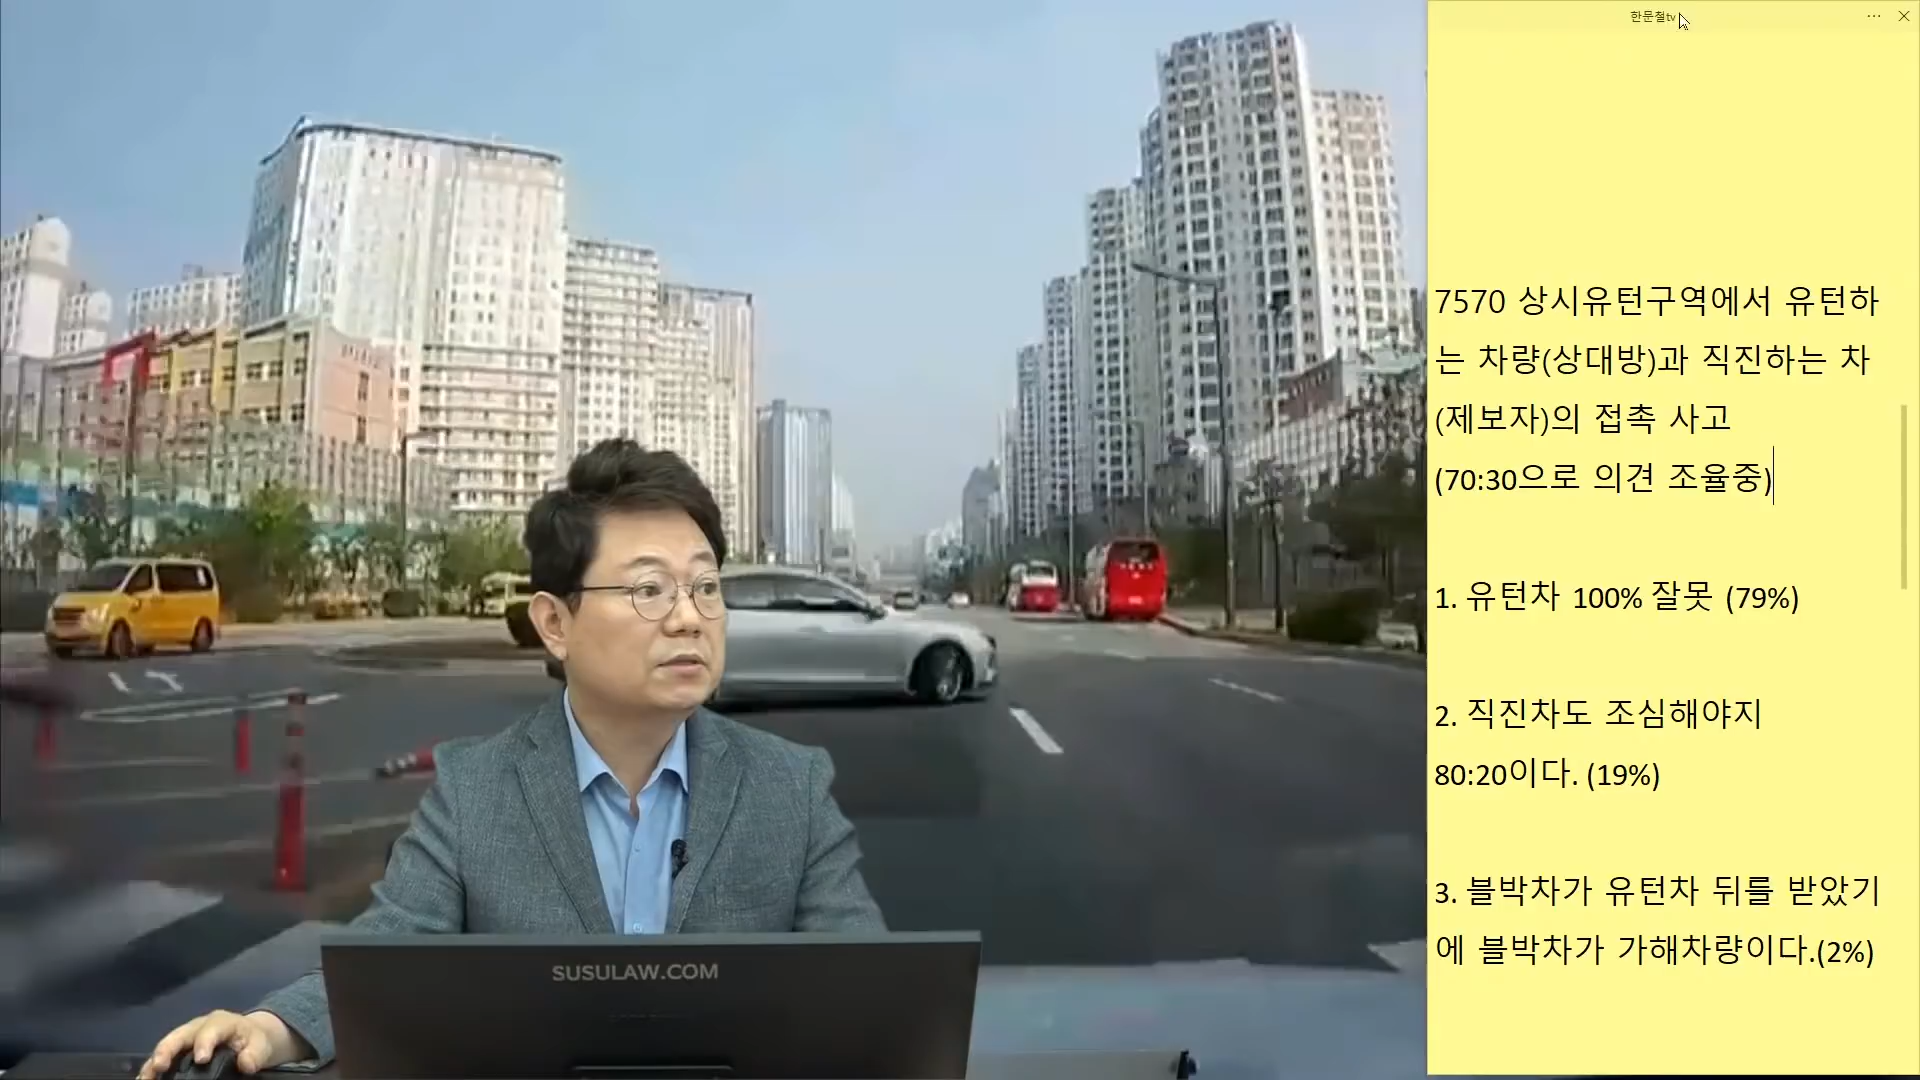 한문철tv
7570 상시유턴구역에서 유턴하
는 차량(상대방)과 직진하는 차
(제보자)의 접촉 사고
(70:30으로 의견 조율중)
1. 유턴차 100% 잘못 (79%)
2. 직진차도 조심해야지
80:20이다. (19%)
3. 블박차가 유턴차 뒤를 받았기
에 블박차가 가해차량이다.(2%)
SUSULAW.COM